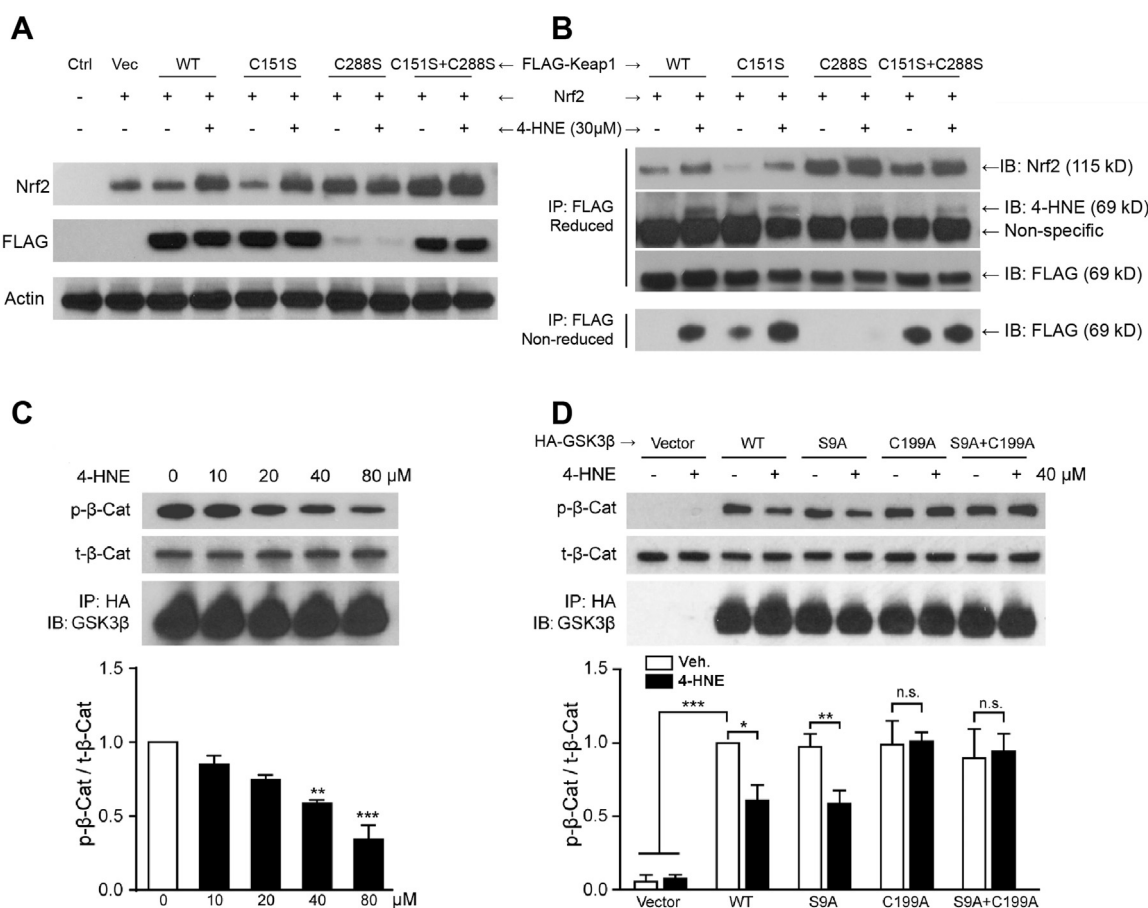 A
Ctrl Vec WT C151S C288S C151S+C288S ← FLAG-Keap1 →
- + + + + + + + + + ← Nrf2 →
- - - + - + - + - + ← 4-HNE (30μM) →
Nrf2
FLAG
Actin
B
WT C151S C288S C151S+C288S
+ + + + + + + +
- + - + - + - +
IP: FLAG
Reduced
← IB: Nrf2 (115 kD)
← IB: 4-HNE (69 kD)
← Non-specific
← IB: FLAG (69 kD)
IP: FLAG
Non-reduced
← IB: FLAG (69 kD)
C
4-HNE 0 10 20 40 80 μM
p-β-Cat
t-β-Cat
IP: HA
IB: GSK3β
p-β-Cat / t-β-Cat
1.5
1.0
0.5
0.0
**
***
0 10 20 40 80 μM
D
HA-GSK3β → Vector WT S9A C199A S9A+C199A
4-HNE - + - + - + - + - + 40 μM
p-β-Cat
t-β-Cat
IP: HA
IB: GSK3β
p-β-Cat / t-β-Cat
1.5
1.0
0.5
0.0
Veh.
4-HNE
*** * ** n.s. n.s.
Vector WT S9A C199A S9A+C199A